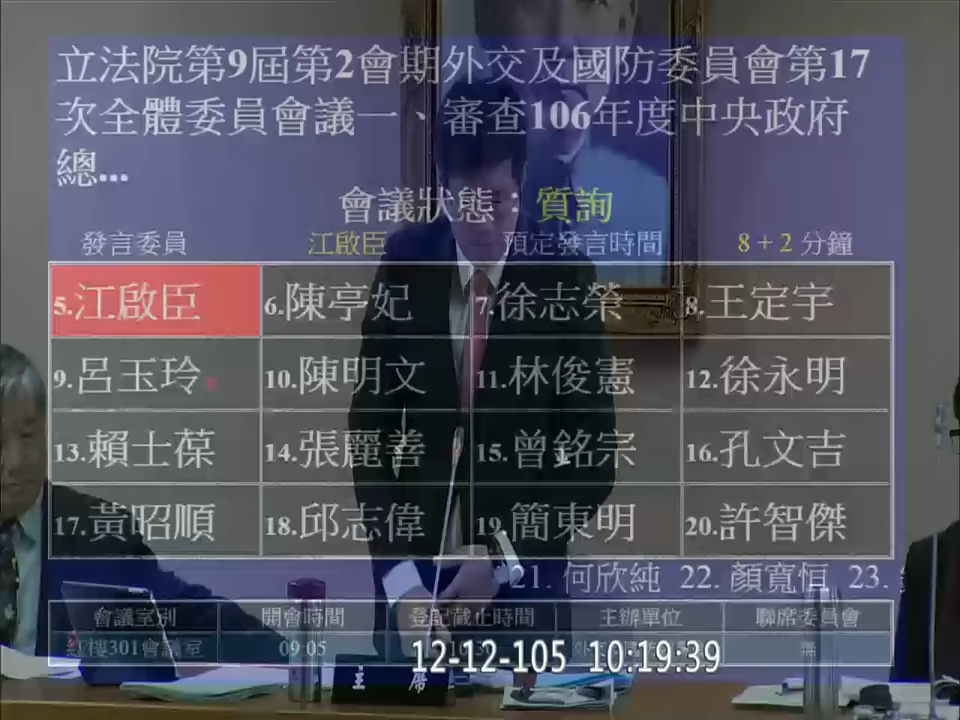 立法院第9屆第2會期外交及國防委員會第17
次全體委員會議一、審查106年度中央政府
總...
會議狀態：質詢
發言委員 江啟臣 預定發言時間 8 + 2 分鐘
5.江啟臣 6.陳亭妃 7.徐志榮 8.王定宇
9.呂玉玲 10.陳明文 11.林俊憲 12.徐永明
13.賴士葆 14.張麗善 15.曾銘宗 16.孔文吉
17.黃昭順 18.邱志偉 19.簡東明 20.許智傑
21. 何欣純 22. 顏寬恒 23.
會議室別 開會時間 登記截止時間 主辦單位 聯席委員會
紅樓301會議室 09:05 無
12-12-105 10:19:39
主 席